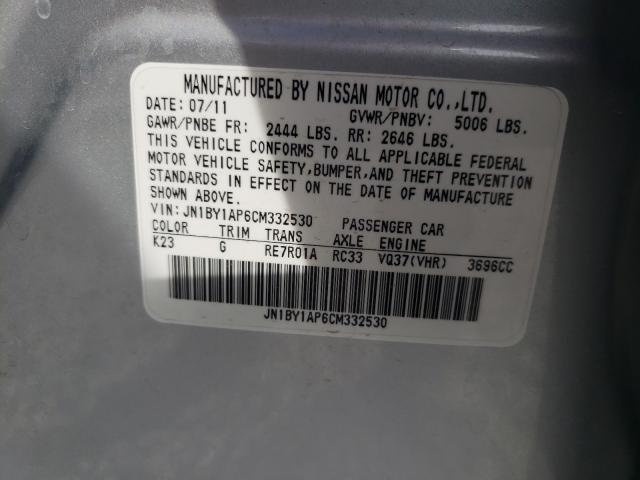 MANUFACTURED BY NISSAN MOTOR CO.,LTD.
DATE: 07/11 GVWR/PNBV: 5006 LBS.
GAWR/PNBE FR: 2444 LBS. RR: 2646 LBS.
THIS VEHICLE CONFORMS TO ALL APPLICABLE FEDERAL
MOTOR VEHICLE SAFETY,BUMPER,AND THEFT PREVENTION
STANDARDS IN EFFECT ON THE DATE OF MANUFACTURE
SHOWN ABOVE.
VIN:JN1BY1AP6CM332530 PASSENGER CAR
COLOR TRIM TRANS AXLE ENGINE
K23 G RE7R01A RC33 VQ37(VHR) 3696CC
JN1BY1AP6CM332530